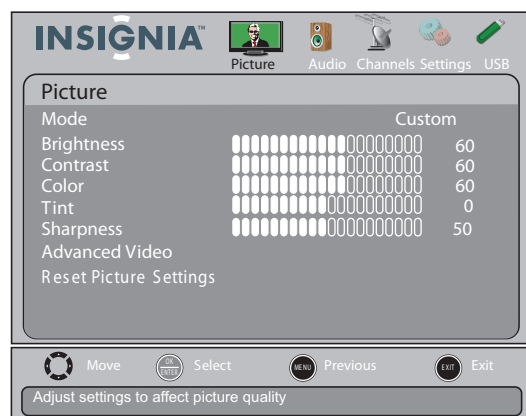 INSIGNIA™
Picture Audio Channels Settings USB
Picture
Mode Custom
Brightness 60
Contrast 60
Color 60
Tint 0
Sharpness 50
Advanced Video
Reset Picture Settings
Move OK ENTER Select MENU Previous EXIT Exit
Adjust settings to affect picture quality